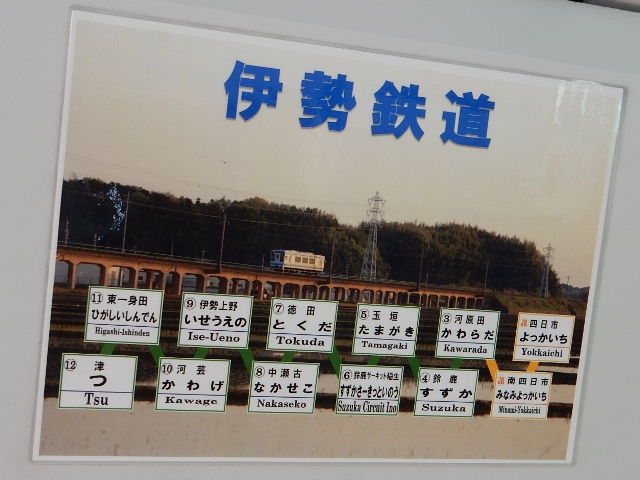 伊勢鉄道
⑪ 東一身田
ひがしいしんでん
Higashi-Ishinden
⑨ 伊勢上野
いせうえの
Ise-Ueno
⑦ 徳田
とくだ
Tokuda
⑤ 玉垣
たまがき
Tamagaki
③ 河原田
かわらだ
Kawarada
JR 四日市
よっかいち
Yokkaichi
⑫ 津
つ
Tsu
⑩ 河芸
かわげ
Kawage
⑧ 中瀬古
なかせこ
Nakaseko
⑥ 鈴鹿サーキット稲生
すずかさーきっといのう
Suzuka Circuit Ino
④ 鈴鹿
すずか
Suzuka
JR 南四日市
みなみよっかいち
Minami-Yokkaichi